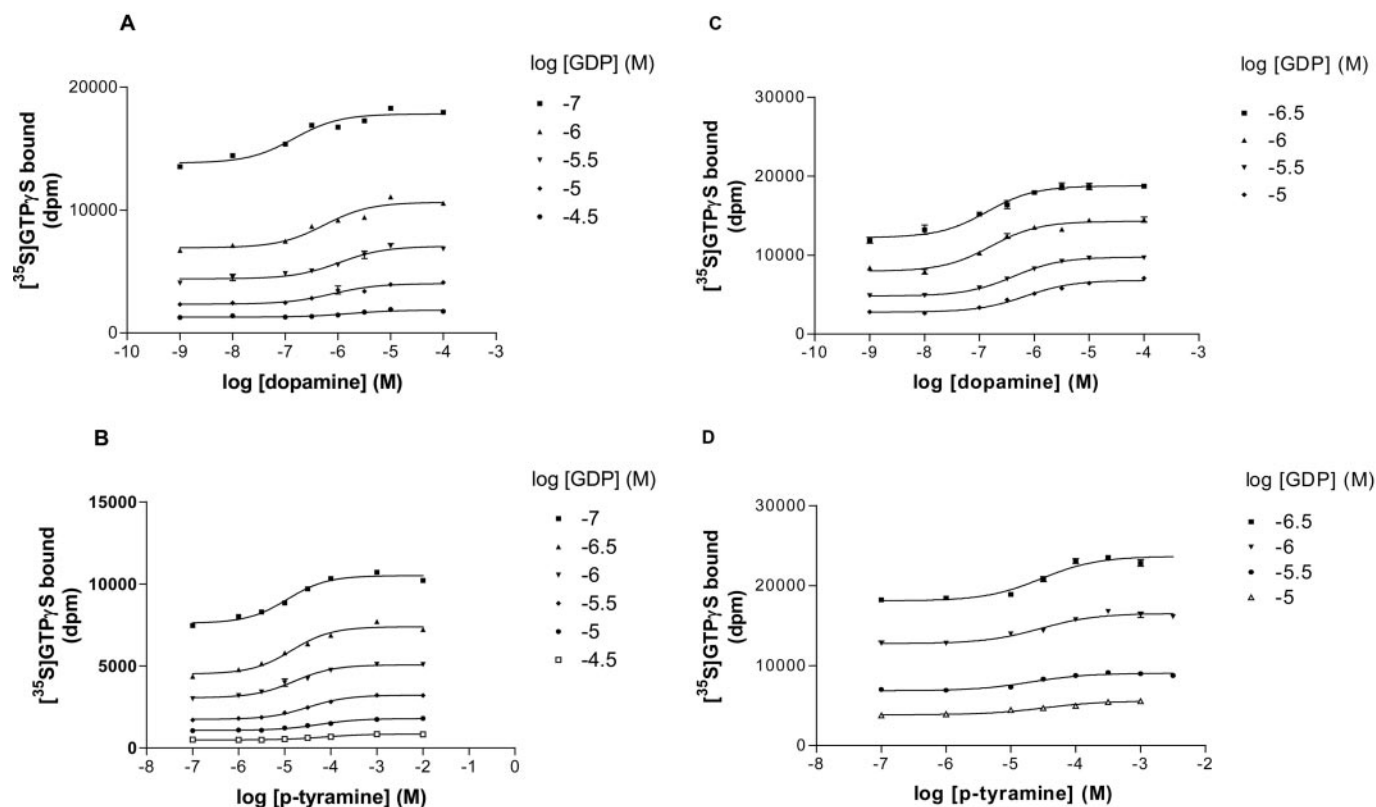 A
log [GDP] (M)
-7
-6
-5.5
-5
-4.5
[³⁵S]GTPγS bound
(dpm)
20000
10000
0
-10 -9 -8 -7 -6 -5 -4 -3
log [dopamine] (M)
C
log [GDP] (M)
-6.5
-6
-5.5
-5
[³⁵S]GTPγS bound
(dpm)
30000
20000
10000
0
-10 -9 -8 -7 -6 -5 -4 -3
log [dopamine] (M)
B
log [GDP] (M)
-7
-6.5
-6
-5.5
-5
-4.5
[³⁵S]GTPγS bound
(dpm)
15000
10000
5000
0
-8 -7 -6 -5 -4 -3 -2 -1 0
log [p-tyramine] (M)
D
log [GDP] (M)
-6.5
-6
-5.5
-5
[³⁵S]GTPγS bound
(dpm)
30000
20000
10000
0
-8 -7 -6 -5 -4 -3 -2
log [p-tyramine] (M)